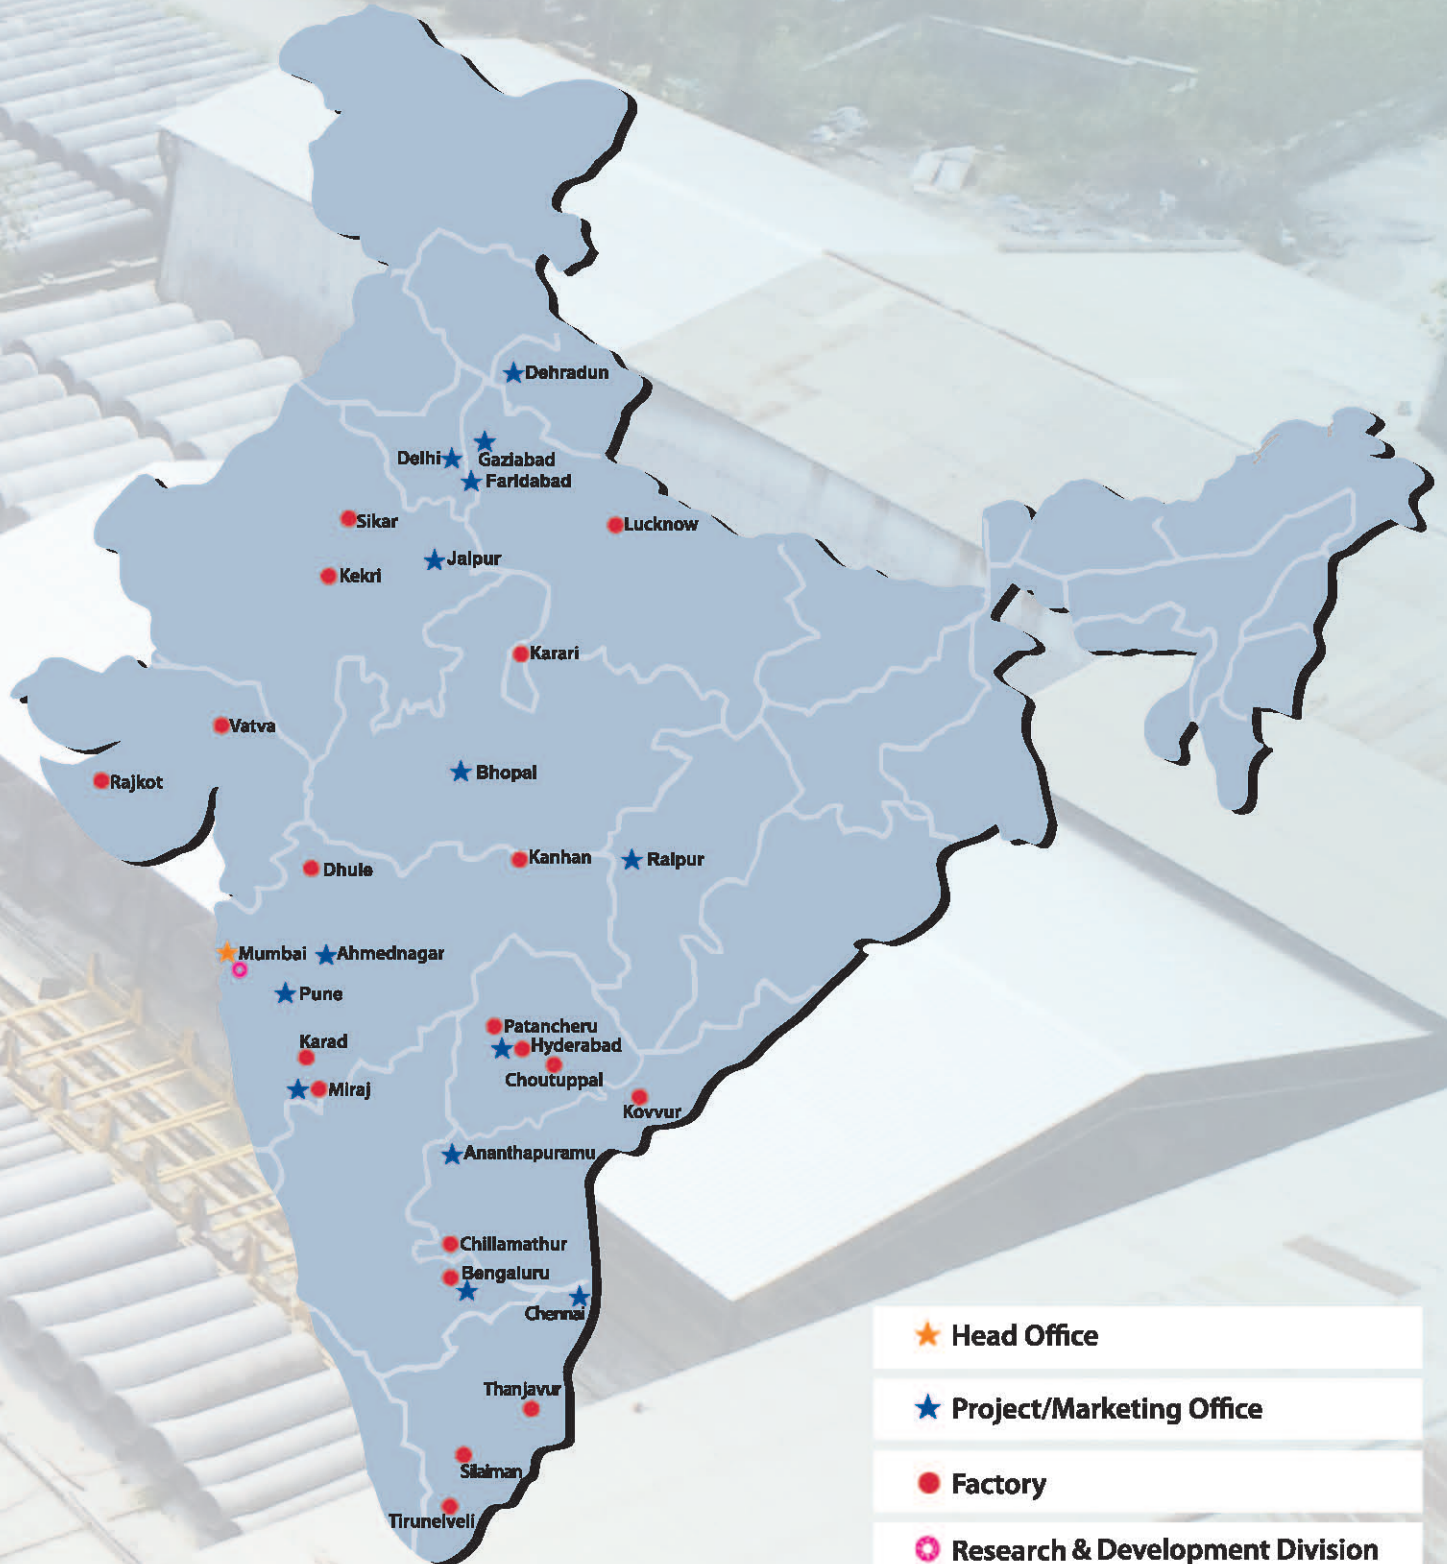 Dehradun
Delhi
Gaziabad
Faridabad
Sikar
Lucknow
Jaipur
Kekri
Karari
Vatva
Bhopal
Rajkot
Kanhan
Raipur
Dhule
Mumbai
Ahmednagar
Pune
Patancheru
Karad
Hyderabad
Choutuppal
Miraj
Kovvur
Ananthapuramu
Chillamathur
Bengaluru
Chennai
Thanjavur
Silaiman
Tirunelveli
Head Office
Project/Marketing Office
Factory
Research & Development Division